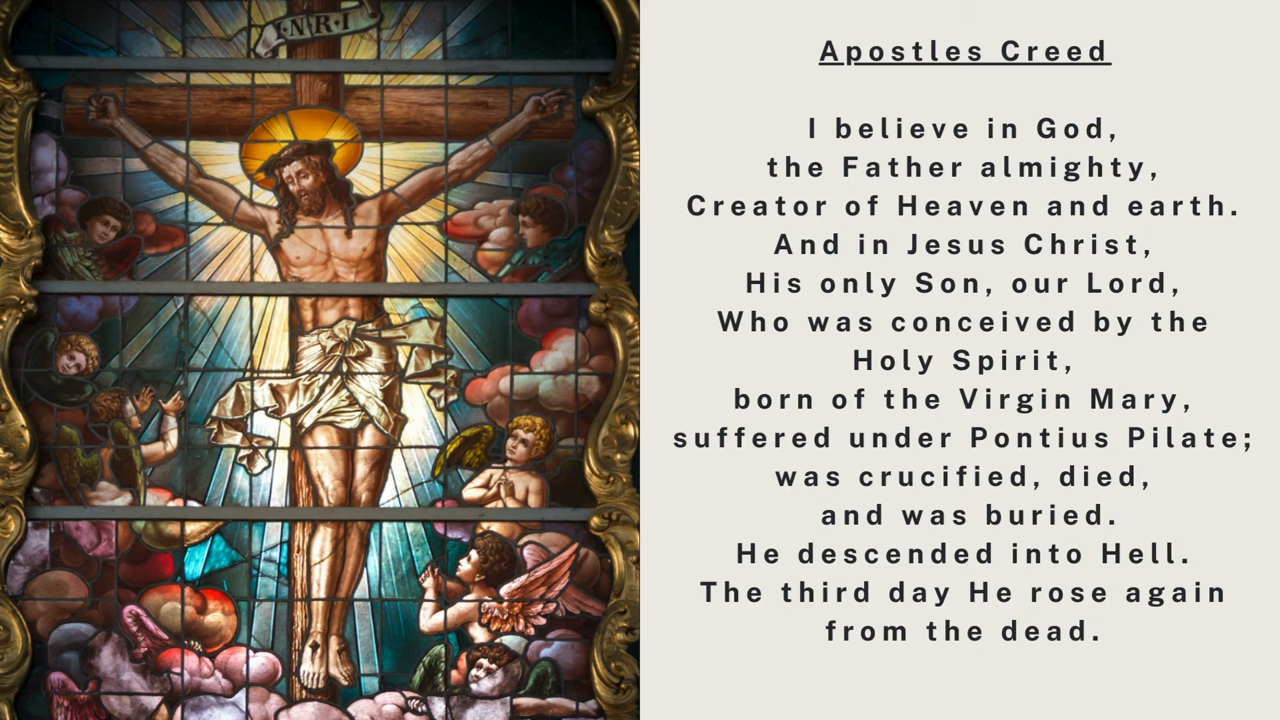 I·N·R·I
Apostles Creed
I believe in God,
the Father almighty,
Creator of Heaven and earth.
And in Jesus Christ,
His only Son, our Lord,
Who was conceived by the
Holy Spirit,
born of the Virgin Mary,
suffered under Pontius Pilate;
was crucified, died,
and was buried.
He descended into Hell.
The third day He rose again
from the dead.